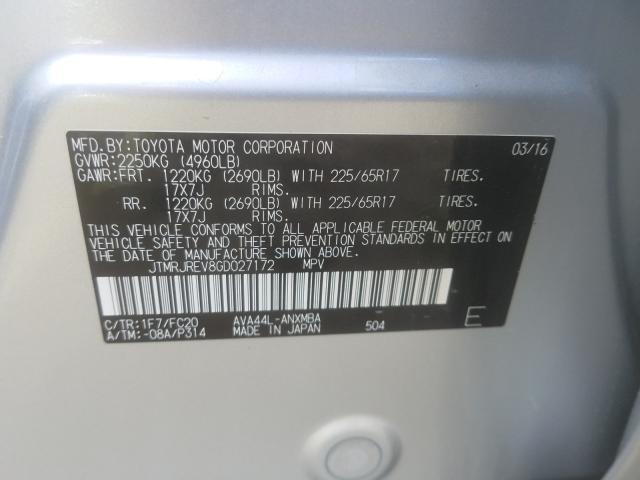 MFD.BY:TOYOTA MOTOR CORPORATION 03/16
GVWR:2250KG (4960LB)
GAWR:FRT. 1220KG (2690LB) WITH 225/65R17 TIRES.
17X7J RIMS.
RR. 1220KG (2690LB) WITH 225/65R17 TIRES.
17X7J RIMS.
THIS VEHICLE CONFORMS TO ALL APPLICABLE FEDERAL MOTOR
VEHICLE SAFETY AND THEFT PREVENTION STANDARDS IN EFFECT ON
THE DATE OF MANUFACTURE SHOWN ABOVE.
JTMRJREV8GD027172 MPV
C/TR:1F7/FC20 AVA44L-ANXMBA
A/TM:-08A/P314 MADE IN JAPAN 504 E